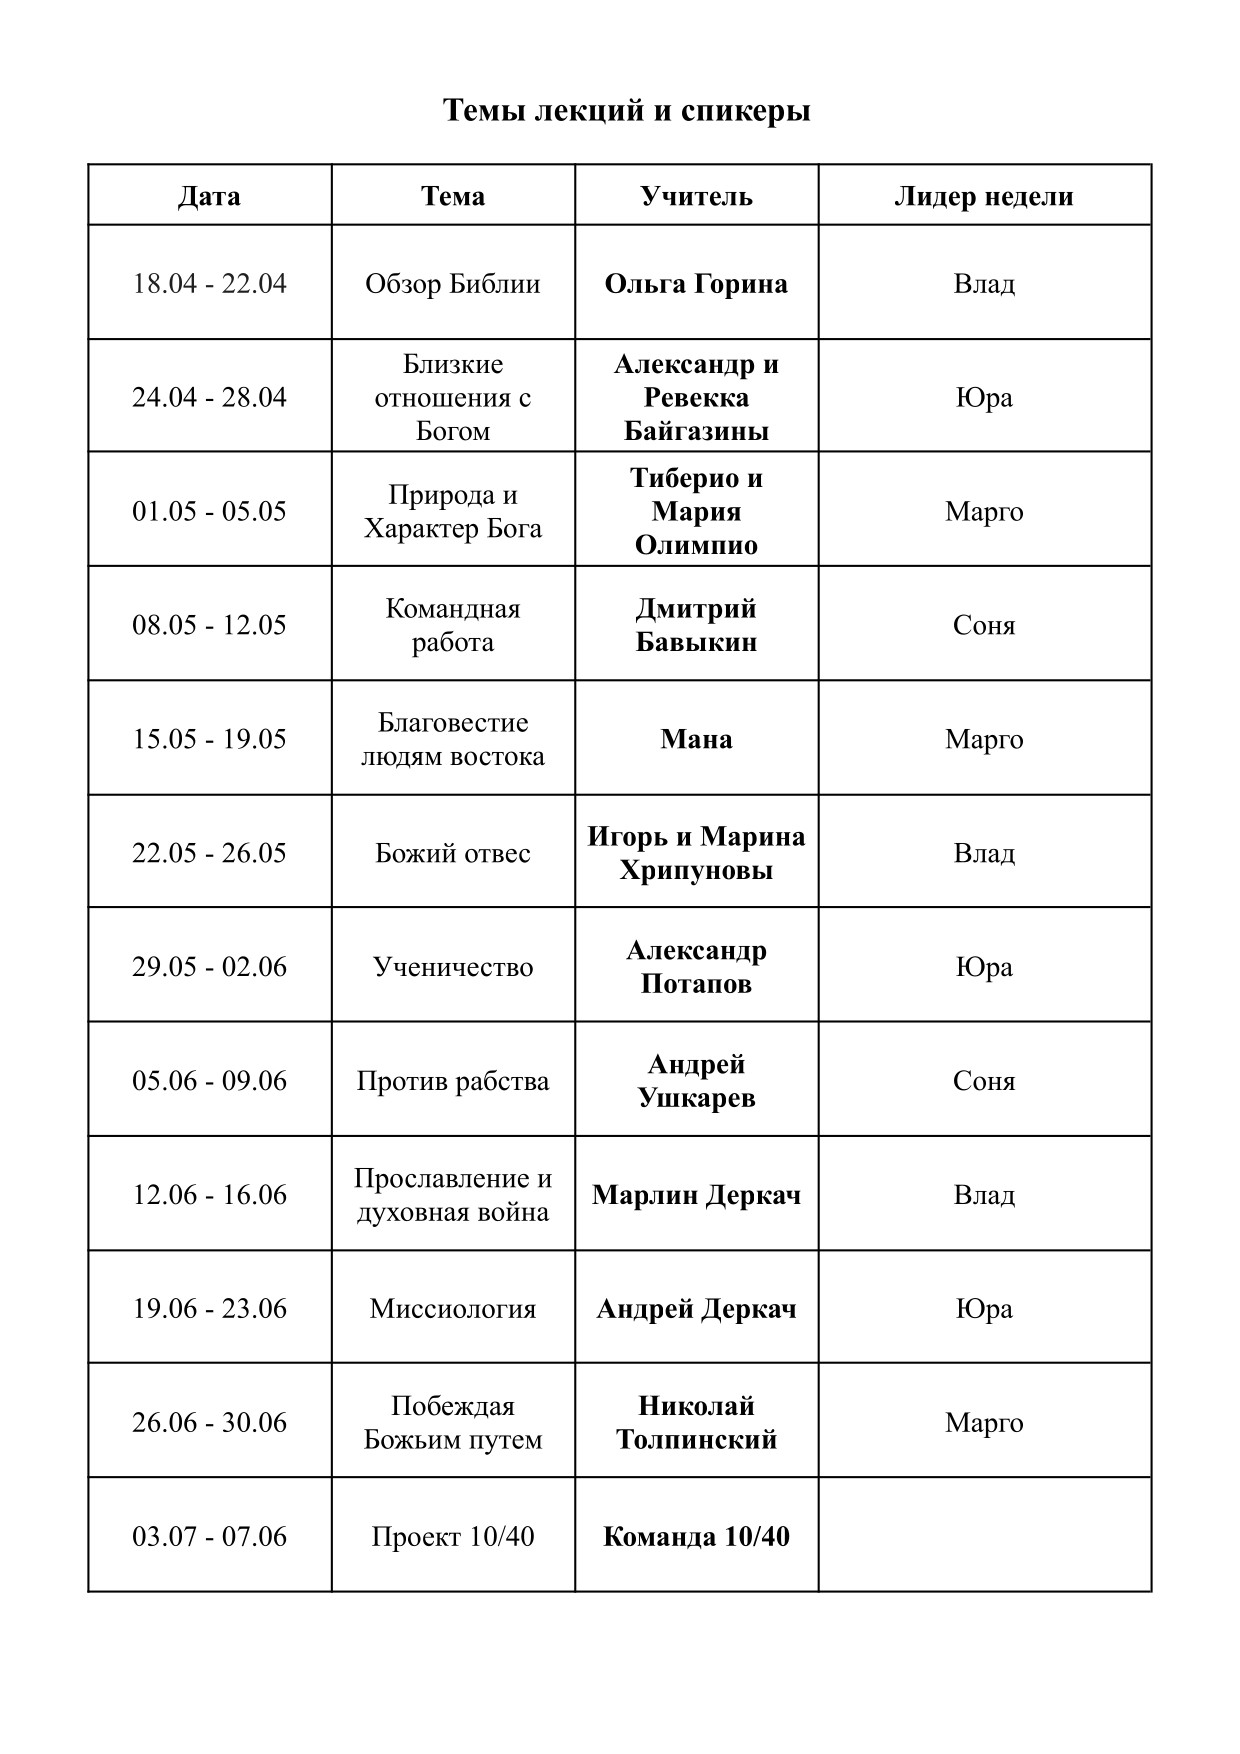 Темы лекций и спикеры
Дата Тема Учитель Лидер недели
18.04 - 22.04 Обзор Библии Ольга Горина Влад
24.04 - 28.04
Близкие
отношения с
Богом
Александр и
Ревекка
Байгазины
Юра
01.05 - 05.05
Природа и
Характер Бога
Тиберио и
Мария
Олимпио
Марго
08.05 - 12.05
Командная
работа
Дмитрий
Бавыкин
Соня
15.05 - 19.05
Благовестие
людям востока
Мана
Марго
22.05 - 26.05
Божий отвес
Игорь и Марина
Хрипуновы
Влад
29.05 - 02.06
Ученичество
Александр
Потапов
Юра
05.06 - 09.06
Против рабства
Андрей
Ушкарев
Соня
12.06 - 16.06
Прославление и
духовная война
Марлин Деркач
Влад
19.06 - 23.06 Миссиология Андрей Деркач Юра
26.06 - 30.06
Побеждая
Божьим путем
Николай
Толпинский
Марго
03.07 - 07.06 Проект 10/40 Команда 10/40